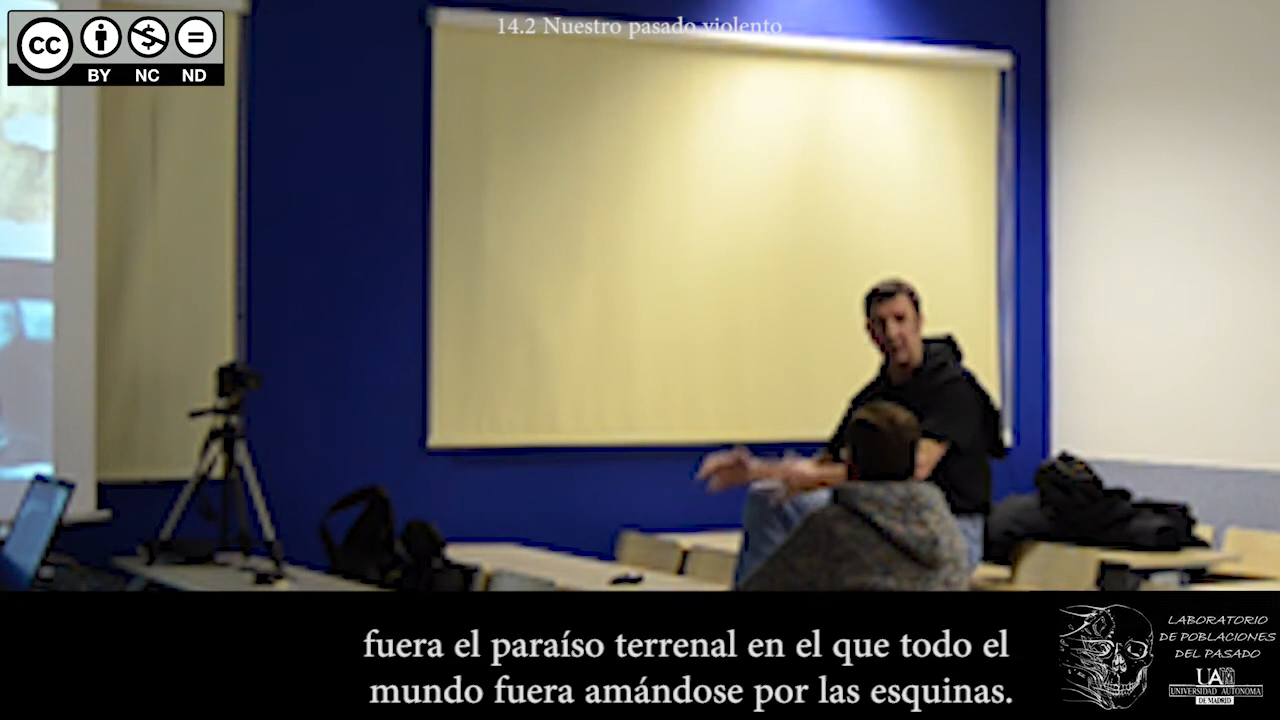 14.2 Nuestro pasado violento
CC
BY NC ND
fuera el paraíso terrenal en el que todo el
mundo fuera amándose por las esquinas.
LABORATORIO
DE POBLACIONES
DEL PASADO
UAM
UNIVERSIDAD AUTONOMA
DE MADRID